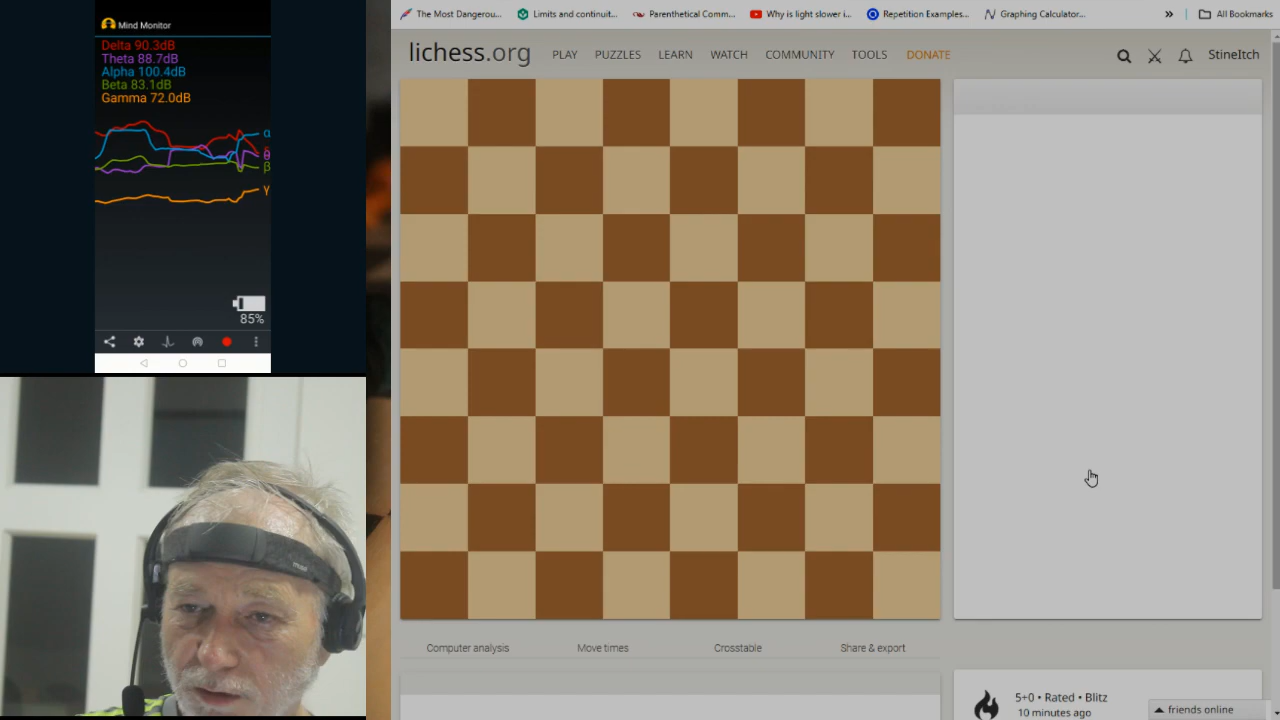 Mind Monitor
Delta 90.3dB
Theta 88.7dB
Alpha 100.4dB
Beta 83.1dB
Gamma 72.0dB
α
δ
θ
β
γ
85%
The Most Dangerou...
Limits and continuit...
Parenthetical Comm...
Why is light slower i...
Repetition Examples...
Graphing Calculator...
»
All Bookmarks
lichess.org
PLAY
PUZZLES
LEARN
WATCH
COMMUNITY
TOOLS
DONATE
StineItch
Computer analysis
Move times
Crosstable
Share & export
5+0 • Rated • Blitz
10 minutes ago
friends online